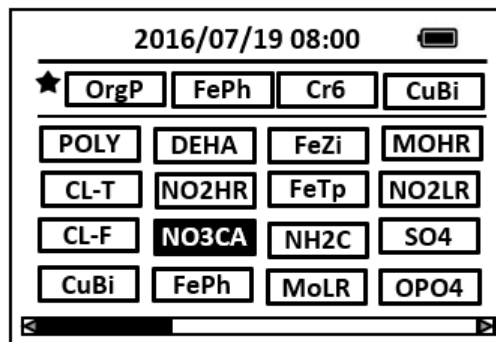 2016/07/19 08:00
OrgP FePh Cr6 CuBi
POLY DEHA FeZi MOHR
CL-T NO2HR FeTp NO2LR
CL-F NO3CA NH2C SO4
CuBi FePh MoLR OPO4